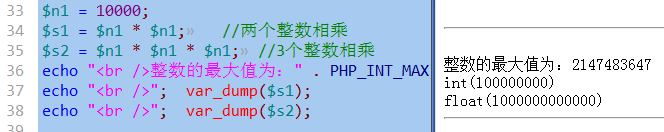 33 $n1 = 10000;
34 $s1 = $n1 * $n1;» //两个整数相乘
35 $s2 = $n1 * $n1 * $n1;» //3个整数相乘
36 echo "<br />整数的最大值为：" . PHP_INT_MAX
37 echo "<br />"; var_dump($s1);
38 echo "<br />"; var_dump($s2);
39
整数的最大值为：2147483647
int(100000000)
float(1000000000000)